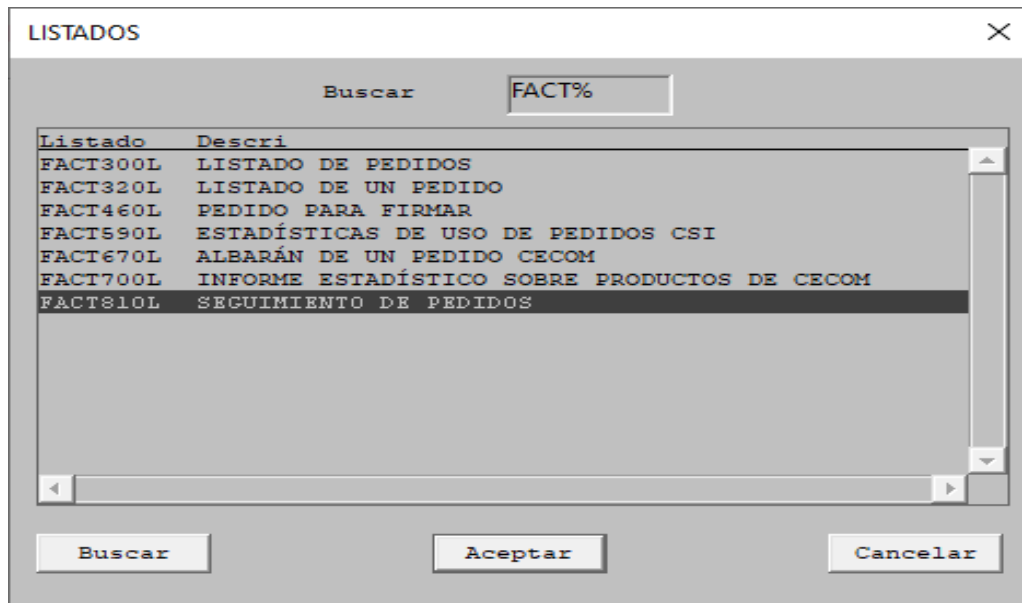 LISTADOS
Buscar FACT%
Listado Descri
FACT300L LISTADO DE PEDIDOS
FACT320L LISTADO DE UN PEDIDO
FACT460L PEDIDO PARA FIRMAR
FACT590L ESTADÍSTICAS DE USO DE PEDIDOS CSI
FACT670L ALBARÁN DE UN PEDIDO CECOM
FACT700L INFORME ESTADÍSTICO SOBRE PRODUCTOS DE CECOM
FACT810L SEGUIMIENTO DE PEDIDOS
Buscar Aceptar Cancelar